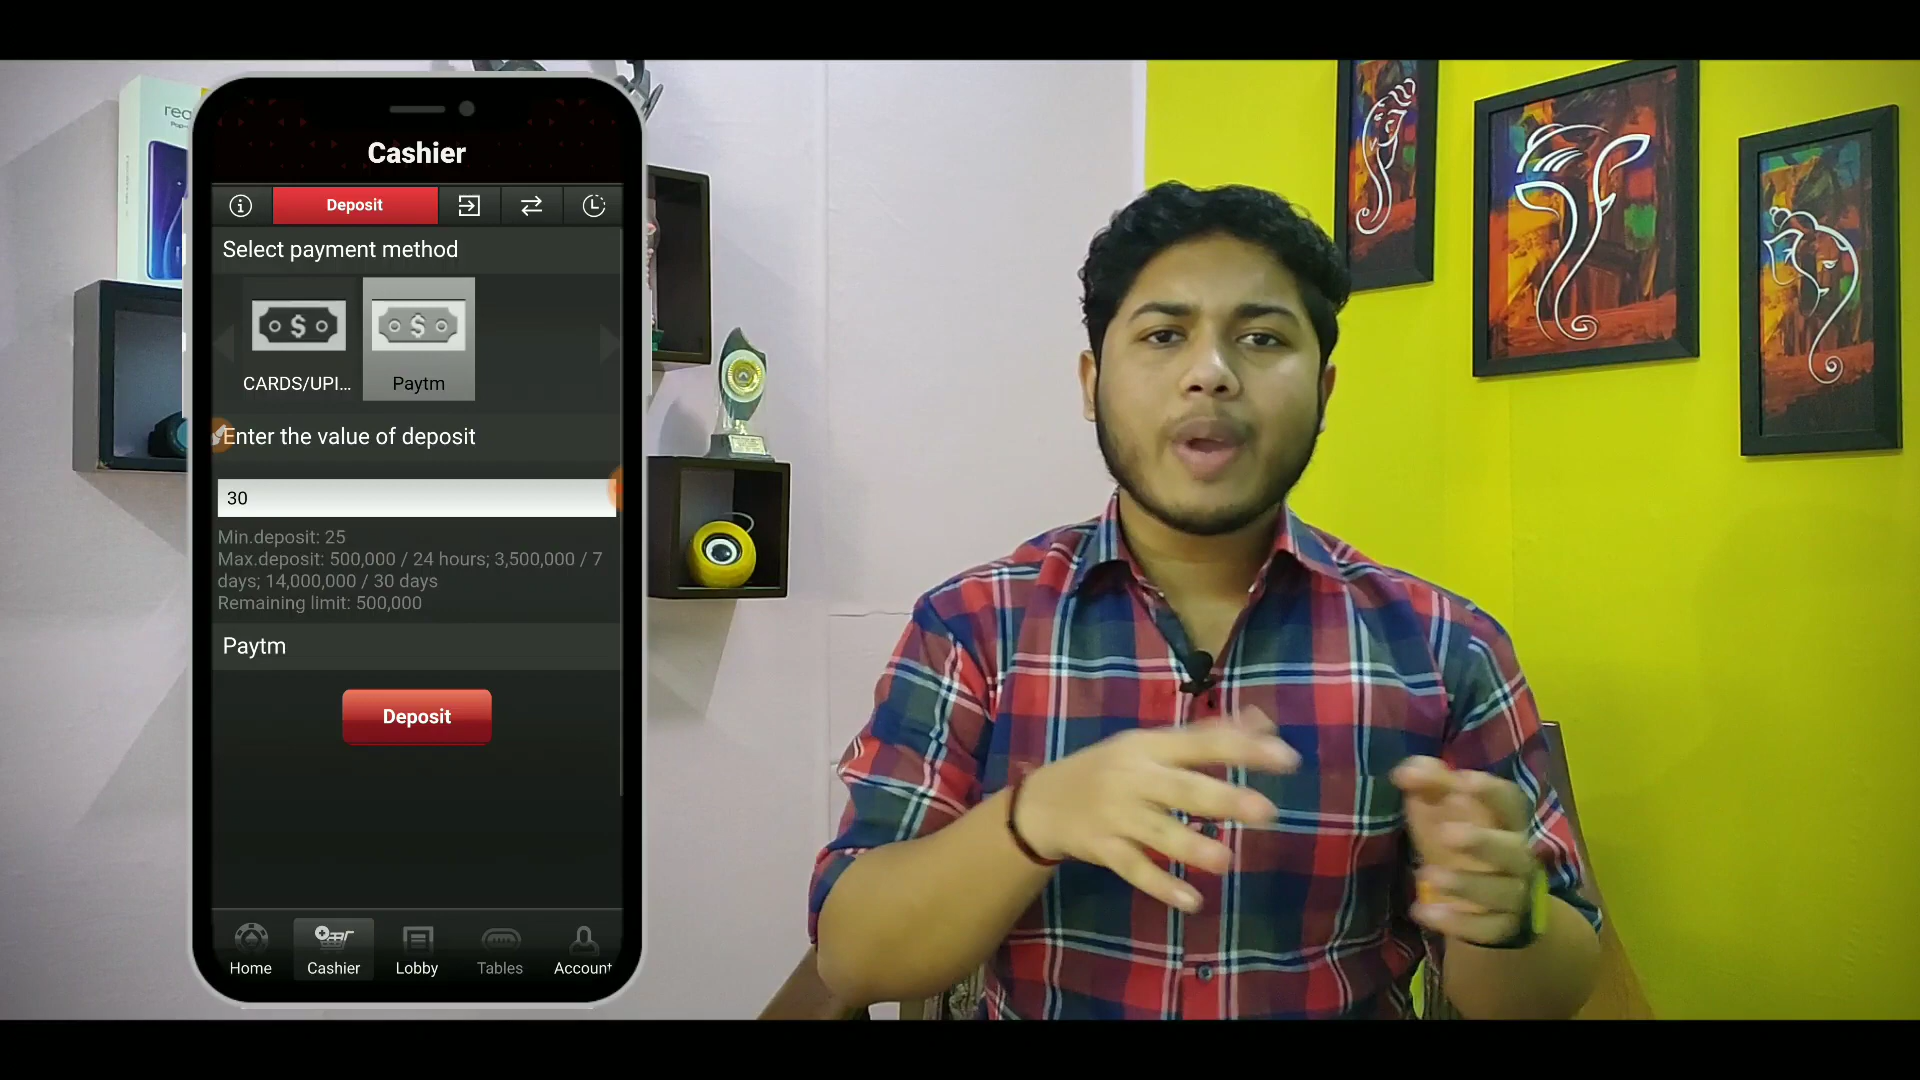 Cashier
Deposit
Select payment method
CARDS/UPI...
Paytm
Enter the value of deposit
30
Min.deposit: 25
Max.deposit: 500,000 / 24 hours; 3,500,000 / 7
days; 14,000,000 / 30 days
Remaining limit: 500,000
Paytm
Deposit
Home
Cashier
Lobby
Tables
Account